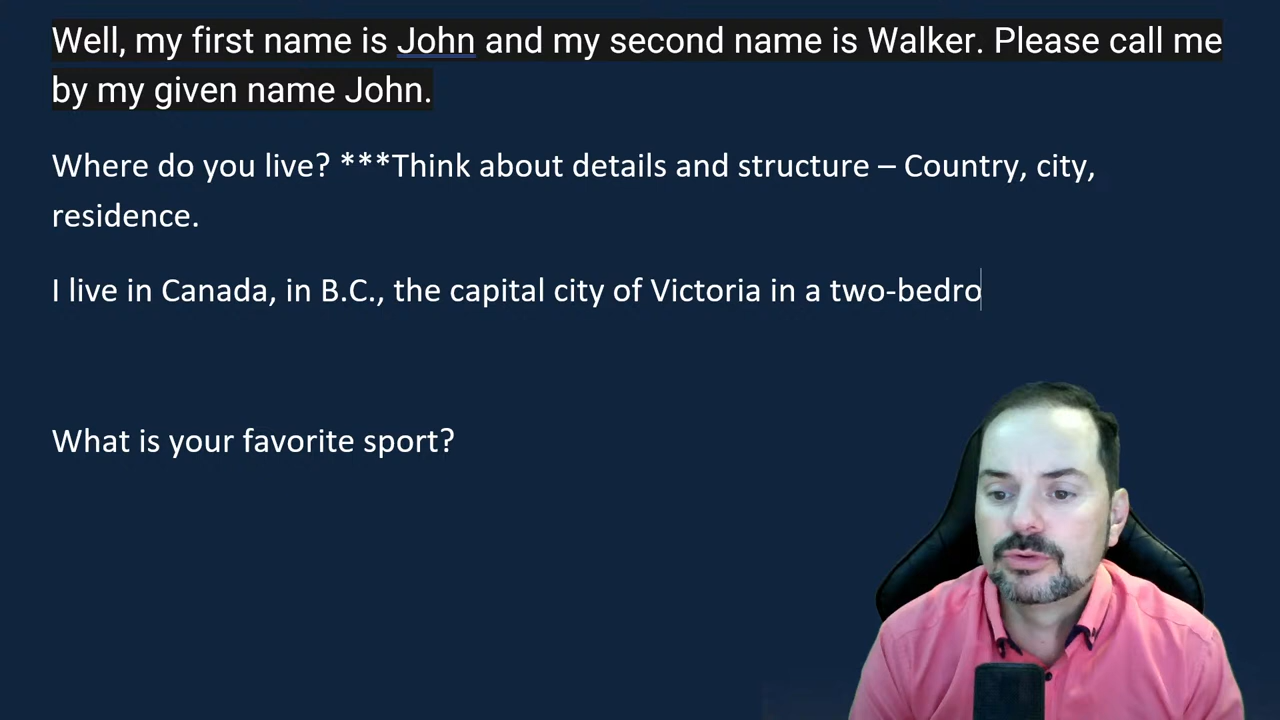 Well, my first name is John and my second name is Walker. Please call me
by my given name John.
Where do you live? ***Think about details and structure – Country, city,
residence.
I live in Canada, in B.C., the capital city of Victoria in a two-bedro
What is your favorite sport?